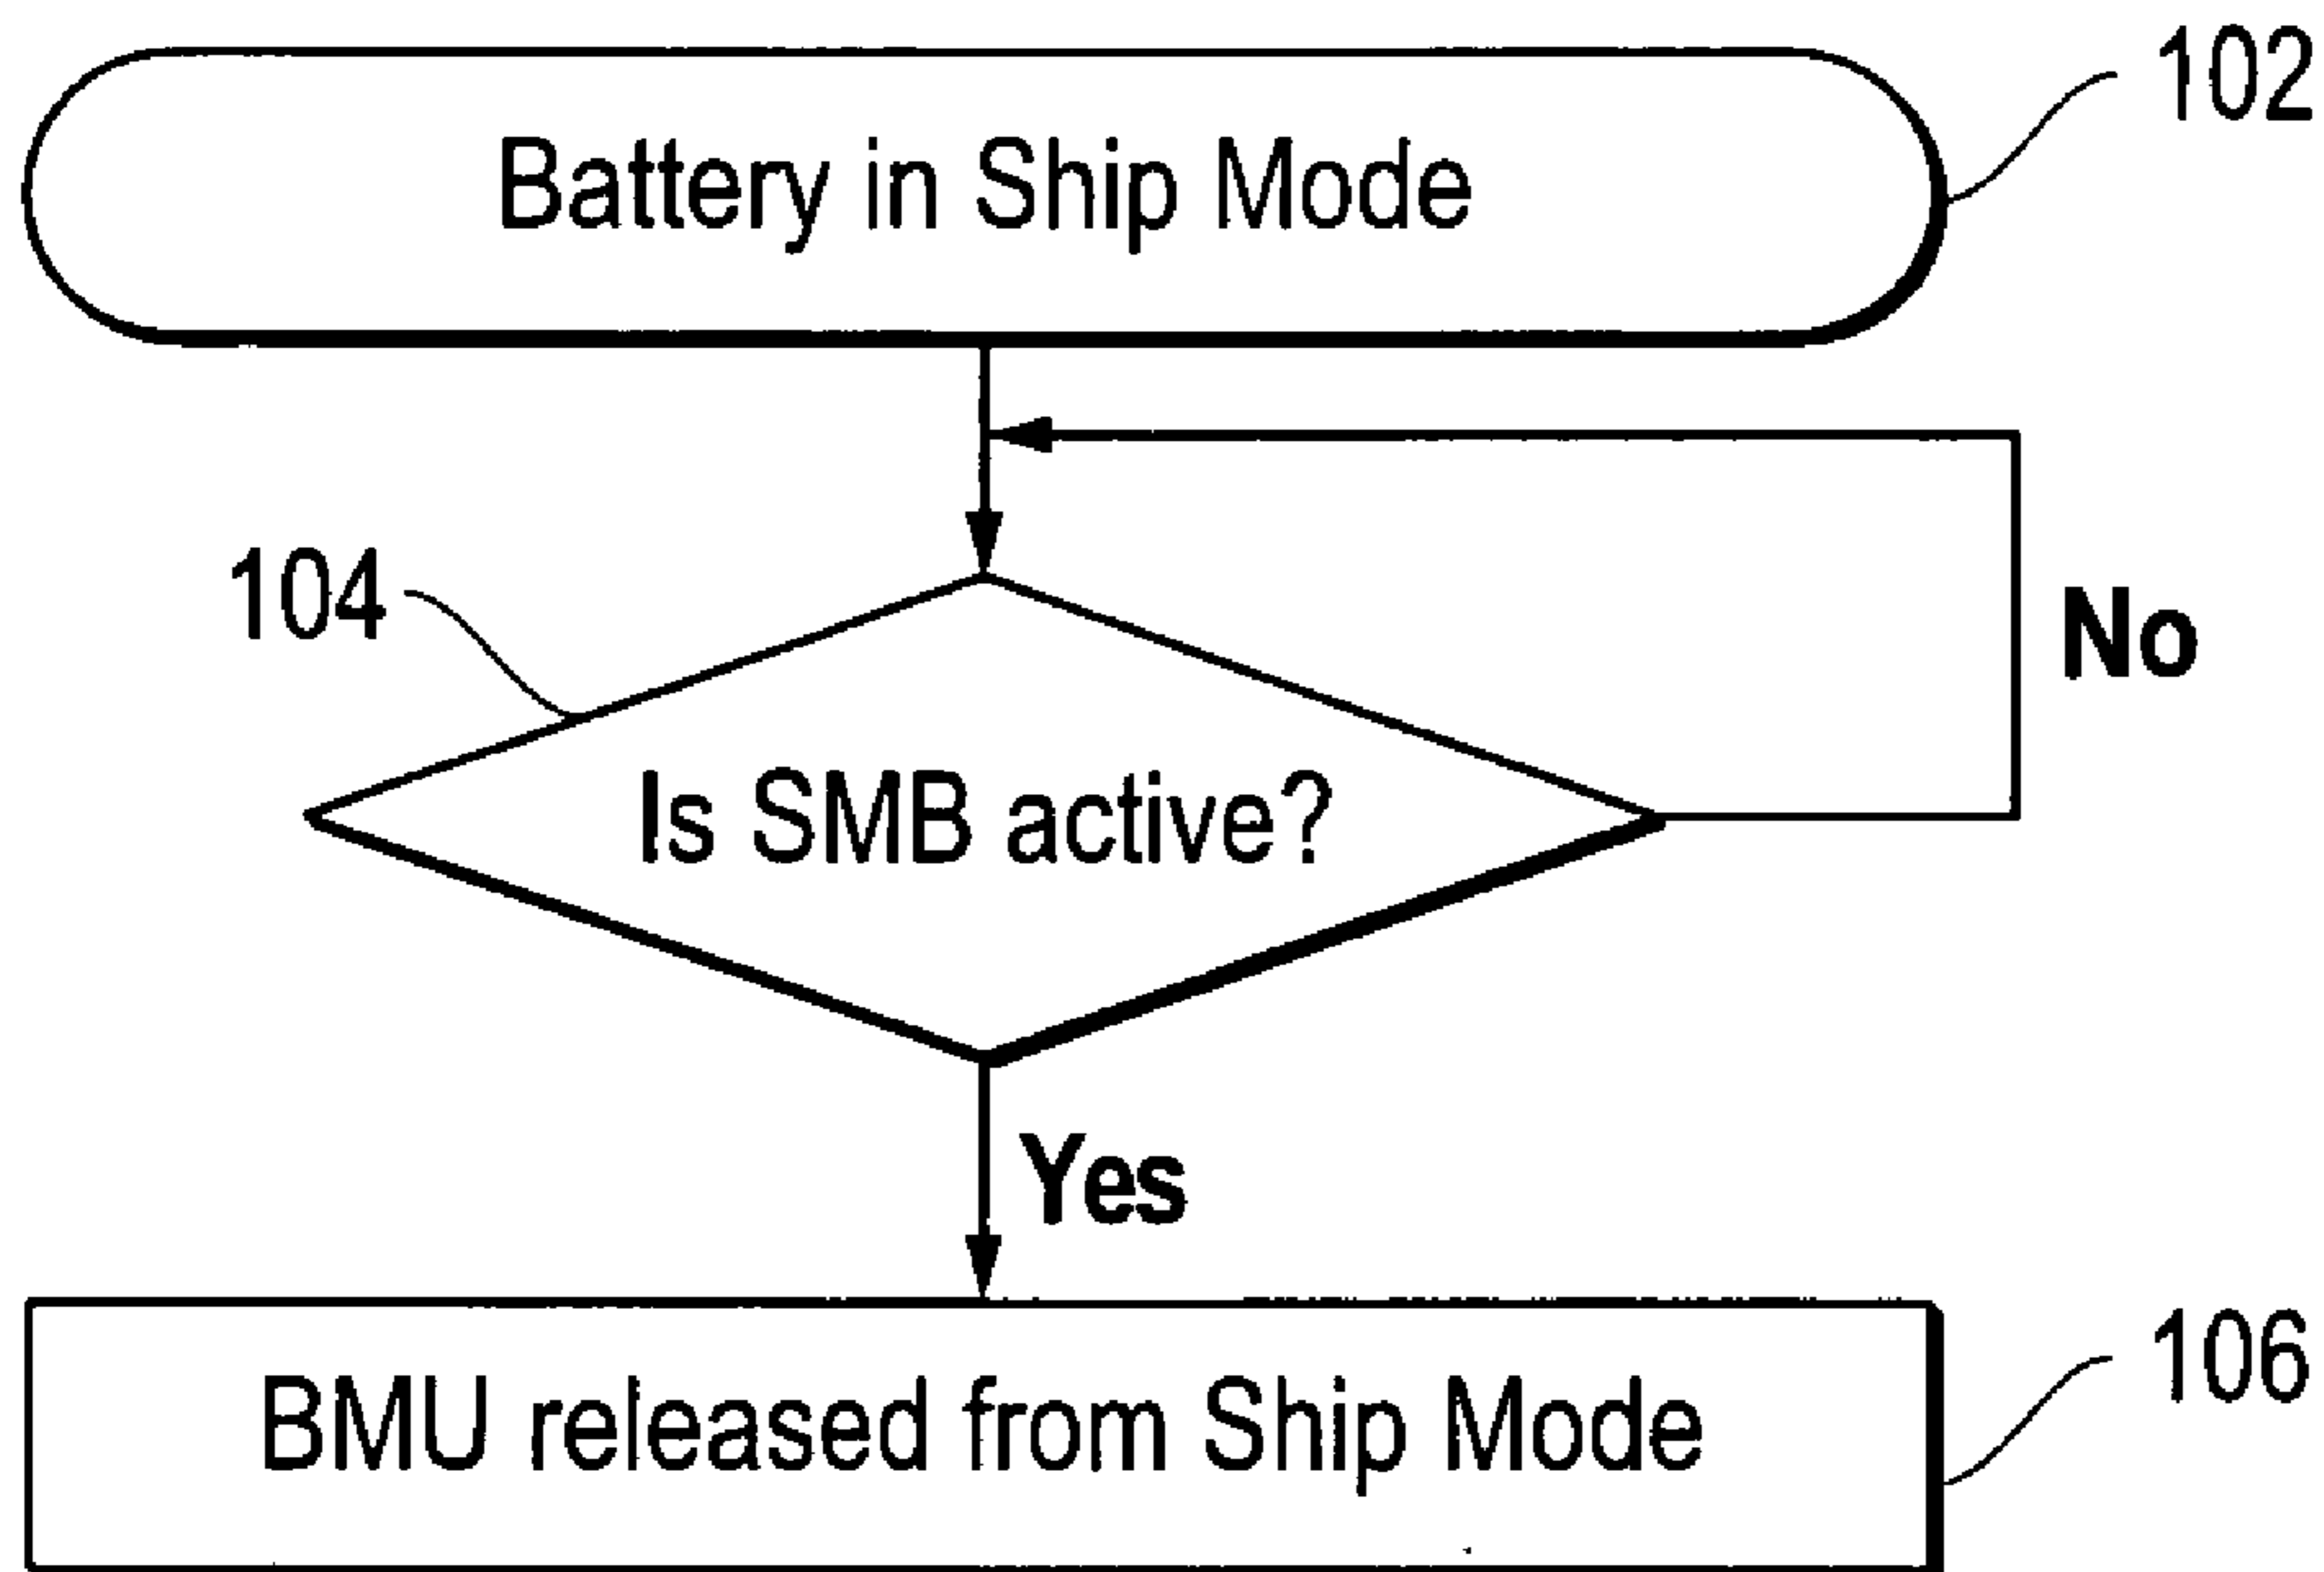 Battery in Ship Mode
102
104
No
Is SMB active?
Yes
BMU released from Ship Mode
106